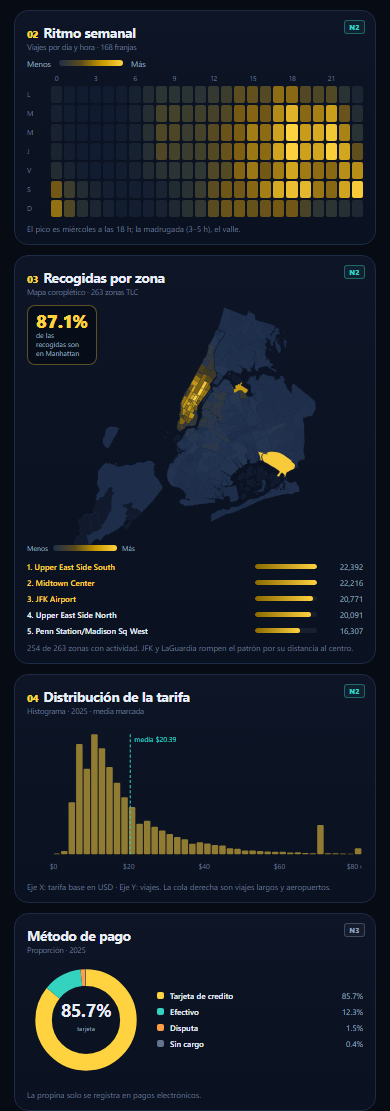 02 Ritmo semanal
N2
Viajes por día y hora · 168 franjas
Menos Más
0 3 6 9 12 15 18 21
L
M
M
J
V
S
D
El pico es miércoles a las 18 h; la madrugada (3–5 h), el valle.
03 Recogidas por zona
N2
Mapa coroplético · 263 zonas TLC
87.1%
de las
recogidas son
en Manhattan
Menos Más
1. Upper East Side South 22,392
2. Midtown Center 22,216
3. JFK Airport 20,771
4. Upper East Side North 20,091
5. Penn Station/Madison Sq West 16,307
254 de 263 zonas con actividad. JFK y LaGuardia rompen el patrón por su distancia al centro.
04 Distribución de la tarifa
N2
Histograma · 2025 · media marcada
media $20.39
$0 $20 $40 $60 $80+
Eje X: tarifa base en USD · Eje Y: viajes. La cola derecha son viajes largos y aeropuertos.
Método de pago
N3
Proporción · 2025
85.7%
tarjeta
Tarjeta de credito 85.7%
Efectivo 12.3%
Disputa 1.5%
Sin cargo 0.4%
La propina solo se registra en pagos electrónicos.